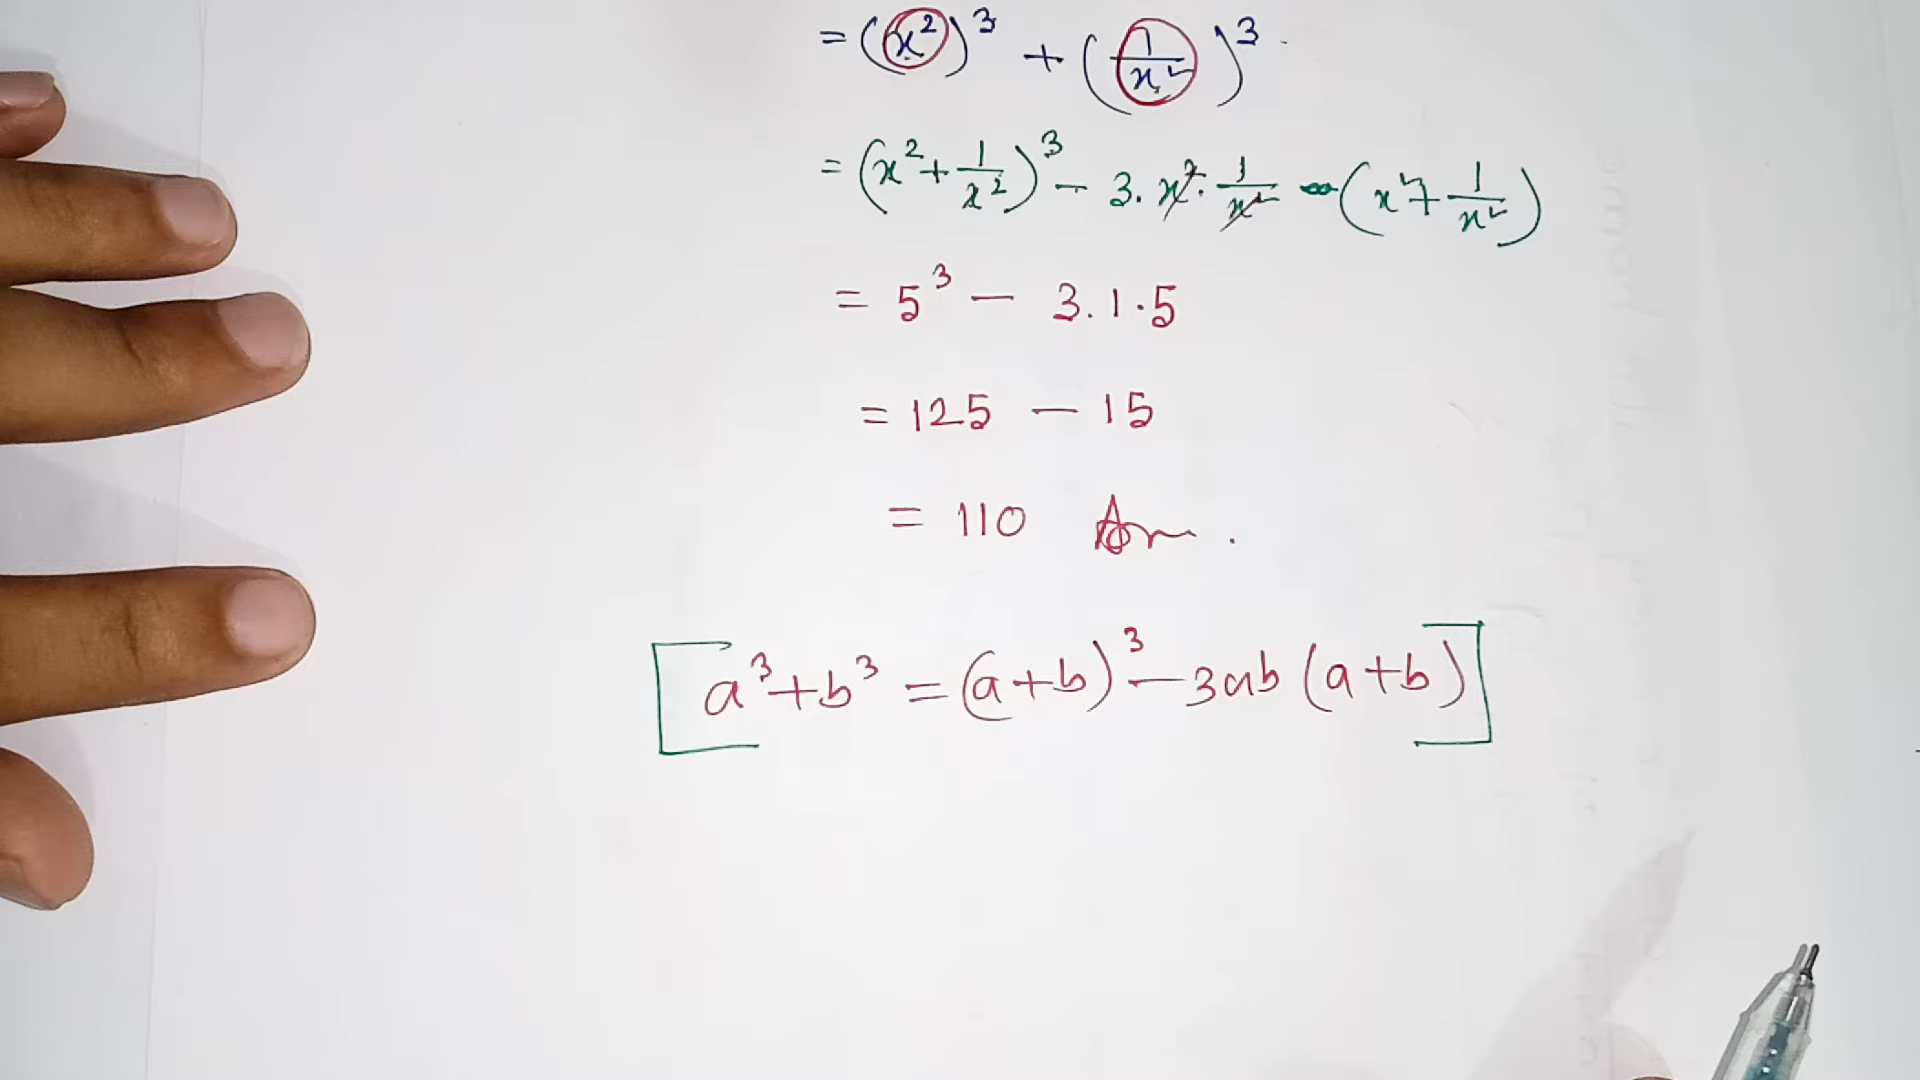 = (x²)³ + (1/x²)³
= (x² + 1/x²)³ - 3. x². 1/x² (x² + 1/x²)
= 5³ - 3.1.5
= 125 - 15
= 110 Ans.
[a³+b³ = (a+b)³-3ab(a+b)]